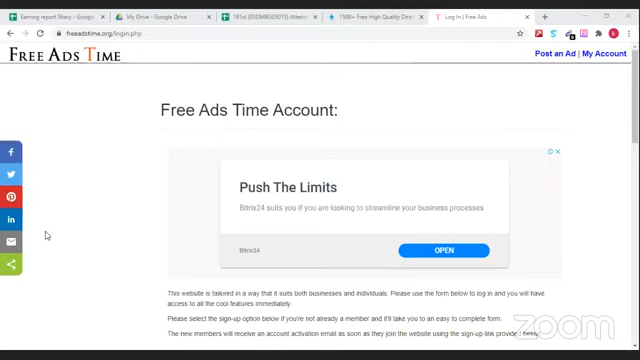 Earning report Shery - Google S
My Drive - Google Drive
191st (03DM8G05013) Attend
1500+ Free High Quality Direct
Log In | Free Ads
freeadstime.org/login.php
FREE ADS TIME
Post an Ad | My Account
Free Ads Time Account:
Push The Limits
Bitrix24 suits you if you are looking to streamline your business processes
Bitrix24
OPEN
This website is tailored in a way that it suits both businesses and individuals. Please use the form below to log in and you will have
access to all the cool features immediately.
Please select the sign-up option below if you're not already a member and it'll take you to an easy to complete form.
The new members will receive an account activation email as soon as they join the website using the sign-up link provided below.
zoom